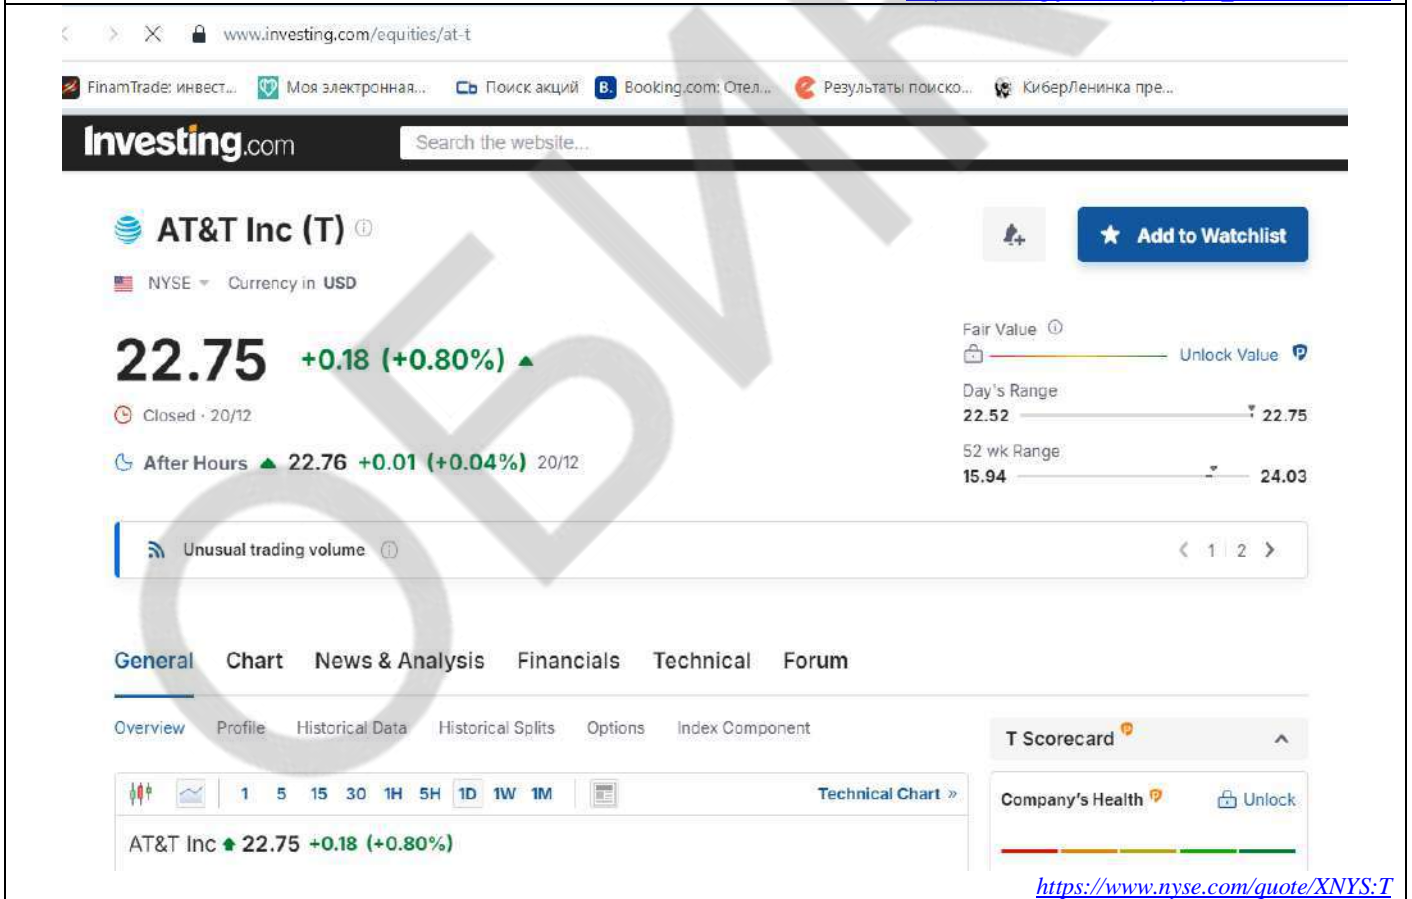 www.investing.com/equities/at-t
FinamTrade: инвест... Моя электронная... Поиск акций B. Booking.com: Отел... Результаты поиско... КиберЛенинка пре...
Investing.com Search the website...
AT&T Inc (T)
Add to Watchlist
NYSE Currency in USD
22.75 +0.18 (+0.80%)
Closed · 20/12
After Hours 22.76 +0.01 (+0.04%) 20/12
Fair Value
Unlock Value
Day's Range
22.52 22.75
52 wk Range
15.94 24.03
Unusual trading volume
1 2
General Chart News & Analysis Financials Technical Forum
Overview Profile Historical Data Historical Splits Options Index Component
1 5 15 30 1H 5H 1D 1W 1M Technical Chart »
AT&T Inc 22.75 +0.18 (+0.80%)
T Scorecard
Company's Health Unlock
https://www.nyse.com/quote/XNYS:T